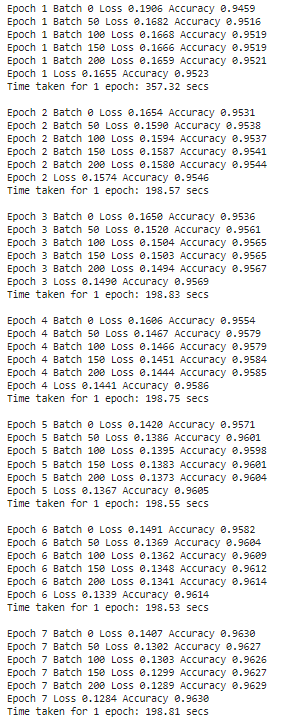 Epoch 1 Batch 0 Loss 0.1906 Accuracy 0.9459
Epoch 1 Batch 50 Loss 0.1682 Accuracy 0.9516
Epoch 1 Batch 100 Loss 0.1668 Accuracy 0.9519
Epoch 1 Batch 150 Loss 0.1666 Accuracy 0.9519
Epoch 1 Batch 200 Loss 0.1659 Accuracy 0.9521
Epoch 1 Loss 0.1655 Accuracy 0.9523
Time taken for 1 epoch: 357.32 secs

Epoch 2 Batch 0 Loss 0.1654 Accuracy 0.9531
Epoch 2 Batch 50 Loss 0.1590 Accuracy 0.9538
Epoch 2 Batch 100 Loss 0.1594 Accuracy 0.9537
Epoch 2 Batch 150 Loss 0.1587 Accuracy 0.9541
Epoch 2 Batch 200 Loss 0.1580 Accuracy 0.9544
Epoch 2 Loss 0.1574 Accuracy 0.9546
Time taken for 1 epoch: 198.57 secs

Epoch 3 Batch 0 Loss 0.1650 Accuracy 0.9536
Epoch 3 Batch 50 Loss 0.1520 Accuracy 0.9561
Epoch 3 Batch 100 Loss 0.1504 Accuracy 0.9565
Epoch 3 Batch 150 Loss 0.1503 Accuracy 0.9565
Epoch 3 Batch 200 Loss 0.1494 Accuracy 0.9567
Epoch 3 Loss 0.1490 Accuracy 0.9569
Time taken for 1 epoch: 198.83 secs

Epoch 4 Batch 0 Loss 0.1606 Accuracy 0.9554
Epoch 4 Batch 50 Loss 0.1467 Accuracy 0.9579
Epoch 4 Batch 100 Loss 0.1466 Accuracy 0.9579
Epoch 4 Batch 150 Loss 0.1451 Accuracy 0.9584
Epoch 4 Batch 200 Loss 0.1444 Accuracy 0.9585
Epoch 4 Loss 0.1441 Accuracy 0.9586
Time taken for 1 epoch: 198.75 secs

Epoch 5 Batch 0 Loss 0.1420 Accuracy 0.9571
Epoch 5 Batch 50 Loss 0.1386 Accuracy 0.9601
Epoch 5 Batch 100 Loss 0.1395 Accuracy 0.9598
Epoch 5 Batch 150 Loss 0.1383 Accuracy 0.9601
Epoch 5 Batch 200 Loss 0.1373 Accuracy 0.9604
Epoch 5 Loss 0.1367 Accuracy 0.9605
Time taken for 1 epoch: 198.55 secs

Epoch 6 Batch 0 Loss 0.1491 Accuracy 0.9582
Epoch 6 Batch 50 Loss 0.1369 Accuracy 0.9604
Epoch 6 Batch 100 Loss 0.1362 Accuracy 0.9609
Epoch 6 Batch 150 Loss 0.1348 Accuracy 0.9612
Epoch 6 Batch 200 Loss 0.1341 Accuracy 0.9614
Epoch 6 Loss 0.1339 Accuracy 0.9614
Time taken for 1 epoch: 198.53 secs

Epoch 7 Batch 0 Loss 0.1407 Accuracy 0.9630
Epoch 7 Batch 50 Loss 0.1302 Accuracy 0.9627
Epoch 7 Batch 100 Loss 0.1303 Accuracy 0.9626
Epoch 7 Batch 150 Loss 0.1299 Accuracy 0.9627
Epoch 7 Batch 200 Loss 0.1289 Accuracy 0.9629
Epoch 7 Loss 0.1284 Accuracy 0.9630
Time taken for 1 epoch: 198.81 secs